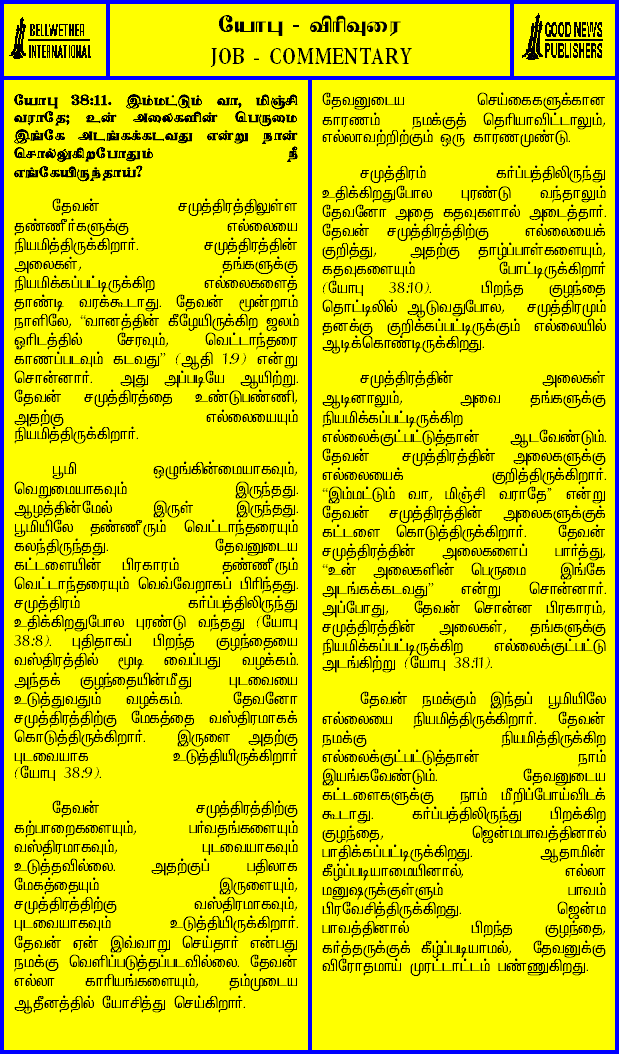 BELLWETHER
INTERNATIONAL
யோபு - விரிவுரை
JOB - COMMENTARY
GOOD NEWS
PUBLISHERS
யோபு 38:11. இம்மட்டும் வா, மிஞ்சி
வராதே; உன் அலைகளின் பெருமை
இங்கே அடங்கக்கடவது என்று நான்
சொல்லுகிறபோதும் நீ
எங்கேயிருந்தாய்?
தேவன் சமுத்திரத்திலுள்ள
தண்ணீர்களுக்கு எல்லையை
நியமித்திருக்கிறார். சமுத்திரத்தின்
அலைகள், தங்களுக்கு
நியமிக்கப்பட்டிருக்கிற எல்லைகளைத்
தாண்டி வரக்கூடாது. தேவன் மூன்றாம்
நாளிலே, “வானத்தின் கீழேயிருக்கிற ஜலம்
ஓரிடத்தில் சேரவும், வெட்டாந்தரை
காணப்படவும் கடவது” (ஆதி 1:9) என்று
சொன்னார். அது அப்படியே ஆயிற்று.
தேவன் சமுத்திரத்தை உண்டுபண்ணி,
அதற்கு எல்லையையும்
நியமித்திருக்கிறார்.
பூமி ஒழுங்கின்மையாகவும்,
வெறுமையாகவும் இருந்தது.
ஆழத்தின்மேல் இருள் இருந்தது.
பூமியிலே தண்ணீரும் வெட்டாந்தரையும்
கலந்திருந்தது. தேவனுடைய
கட்டளையின் பிரகாரம் தண்ணீரும்
வெட்டாந்தரையும் வெவ்வேறாகப் பிரிந்தது.
சமுத்திரம் கர்ப்பத்திலிருந்து
உதிக்கிறதுபோல புரண்டு வந்தது (யோபு
38:8). புதிதாகப் பிறந்த குழந்தையை
வஸ்திரத்தில் மூடி வைப்பது வழக்கம்.
அந்தக் குழந்தையின்மீது புடவையை
உடுத்துவதும் வழக்கம். தேவனோ
சமுத்திரத்திற்கு மேகத்தை வஸ்திரமாகக்
கொடுத்திருக்கிறார். இருளை அதற்கு
புடவையாக உடுத்தியிருக்கிறார்
(யோபு 38:9).
தேவன் சமுத்திரத்திற்கு
கற்பாறைகளையும், பர்வதங்களையும்
வஸ்திரமாகவும், புடவையாகவும்
உடுத்தவில்லை. அதற்குப் பதிலாக
மேகத்தையும் இருளையும்,
சமுத்திரத்திற்கு வஸ்திரமாகவும்,
புடவையாகவும் உடுத்தியிருக்கிறார்.
தேவன் ஏன் இவ்வாறு செய்தார் என்பது
நமக்கு வெளிப்படுத்தப்படவில்லை. தேவன்
எல்லா காரியங்களையும், தம்முடைய
ஆதீனத்தில் யோசித்து செய்கிறார்.
தேவனுடைய செய்கைகளுக்கான
காரணம் நமக்குத் தெரியாவிட்டாலும்,
எல்லாவற்றிற்கும் ஒரு காரணமுண்டு.
சமுத்திரம் கர்ப்பத்திலிருந்து
உதிக்கிறதுபோல புரண்டு வந்தாலும்
தேவனோ அதை கதவுகளால் அடைத்தார்.
தேவன் சமுத்திரத்திற்கு எல்லையைக்
குறித்து, அதற்கு தாழ்ப்பாள்களையும்,
கதவுகளையும் போட்டிருக்கிறார்
(யோபு 38:10). பிறந்த குழந்தை
தொட்டிலில் ஆடுவதுபோல, சமுத்திரமும்
தனக்கு குறிக்கப்பட்டிருக்கும் எல்லையில்
ஆடிக்கொண்டிருக்கிறது.
சமுத்திரத்தின் அலைகள்
ஆடினாலும், அவை தங்களுக்கு
நியமிக்கப்பட்டிருக்கிற
எல்லைக்குட்பட்டுத்தான் ஆடவேண்டும்.
தேவன் சமுத்திரத்தின் அலைகளுக்கு
எல்லையைக் குறித்திருக்கிறார்.
“இம்மட்டும் வா, மிஞ்சி வராதே” என்று
தேவன் சமுத்திரத்தின் அலைகளுக்குக்
கட்டளை கொடுத்திருக்கிறார். தேவன்
சமுத்திரத்தின் அலைகளைப் பார்த்து,
“உன் அலைகளின் பெருமை இங்கே
அடங்கக்கடவது” என்று சொன்னார்.
அப்போது, தேவன் சொன்ன பிரகாரம்,
சமுத்திரத்தின் அலைகள், தங்களுக்கு
நியமிக்கப்பட்டிருக்கிற எல்லைக்குட்பட்டு
அடங்கிற்று (யோபு 38:11).
தேவன் நமக்கும் இந்தப் பூமியிலே
எல்லையை நியமித்திருக்கிறார். தேவன்
நமக்கு நியமித்திருக்கிற
எல்லைக்குட்பட்டுத்தான் நாம்
இயங்கவேண்டும். தேவனுடைய
கட்டளைகளுக்கு நாம் மீறிப்போய்விடக்
கூடாது. கர்ப்பத்திலிருந்து பிறக்கிற
குழந்தை, ஜென்மபாவத்தினால்
பாதிக்கப்பட்டிருக்கிறது. ஆதாமின்
கீழ்ப்படியாமையினால், எல்லா
மனுஷருக்குள்ளும் பாவம்
பிரவேசித்திருக்கிறது. ஜென்ம
பாவத்தினால் பிறந்த குழந்தை,
கர்த்தருக்குக் கீழ்ப்படியாமல், தேவனுக்கு
விரோதமாய் முரட்டாட்டம் பண்ணுகிறது.